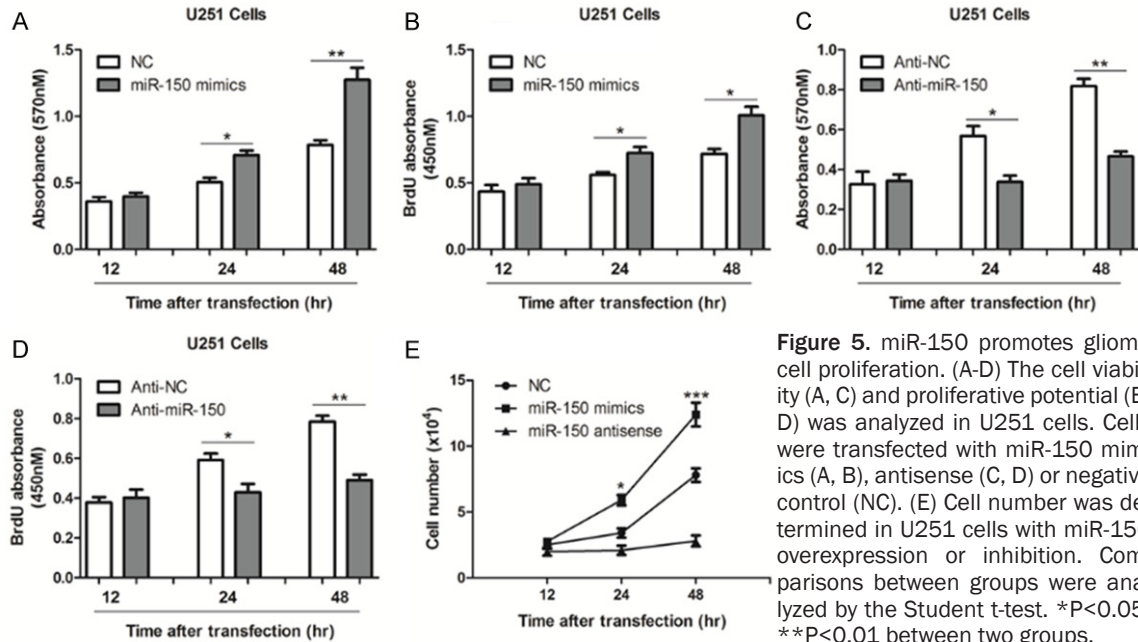 A
U251 Cells
Absorbance (570nM)
1.5
1.0
0.5
0.0
NC
miR-150 mimics
*
**
12 24 48
Time after transfection (hr)
B
U251 Cells
BrdU absorbance
(450nM)
1.5
1.0
0.5
0.0
NC
miR-150 mimics
*
*
12 24 48
Time after transfection (hr)
C
U251 Cells
Absorbance (570nM)
1.0
0.8
0.6
0.4
0.2
0.0
Anti-NC
Anti-miR-150
*
**
12 24 48
Time after transfection (hr)
D
U251 Cells
BrdU absorbance
(450nM)
1.0
0.8
0.6
0.4
0.2
0.0
Anti-NC
Anti-miR-150
*
**
12 24 48
Time after transfection (hr)
E
Cell number (x10⁴)
15
10
5
0
NC
miR-150 mimics
miR-150 antisense
*
***
12 24 48
Time after transfection (hr)
Figure 5. miR-150 promotes gliom
cell proliferation. (A-D) The cell viabi
ity (A, C) and proliferative potential (B
D) was analyzed in U251 cells. Cell
were transfected with miR-150 mim
ics (A, B), antisense (C, D) or negativ
control (NC). (E) Cell number was de
termined in U251 cells with miR-15
overexpression or inhibition. Com
parisons between groups were ana
lyzed by the Student t-test. *P<0.05
**P<0.01 between two groups.